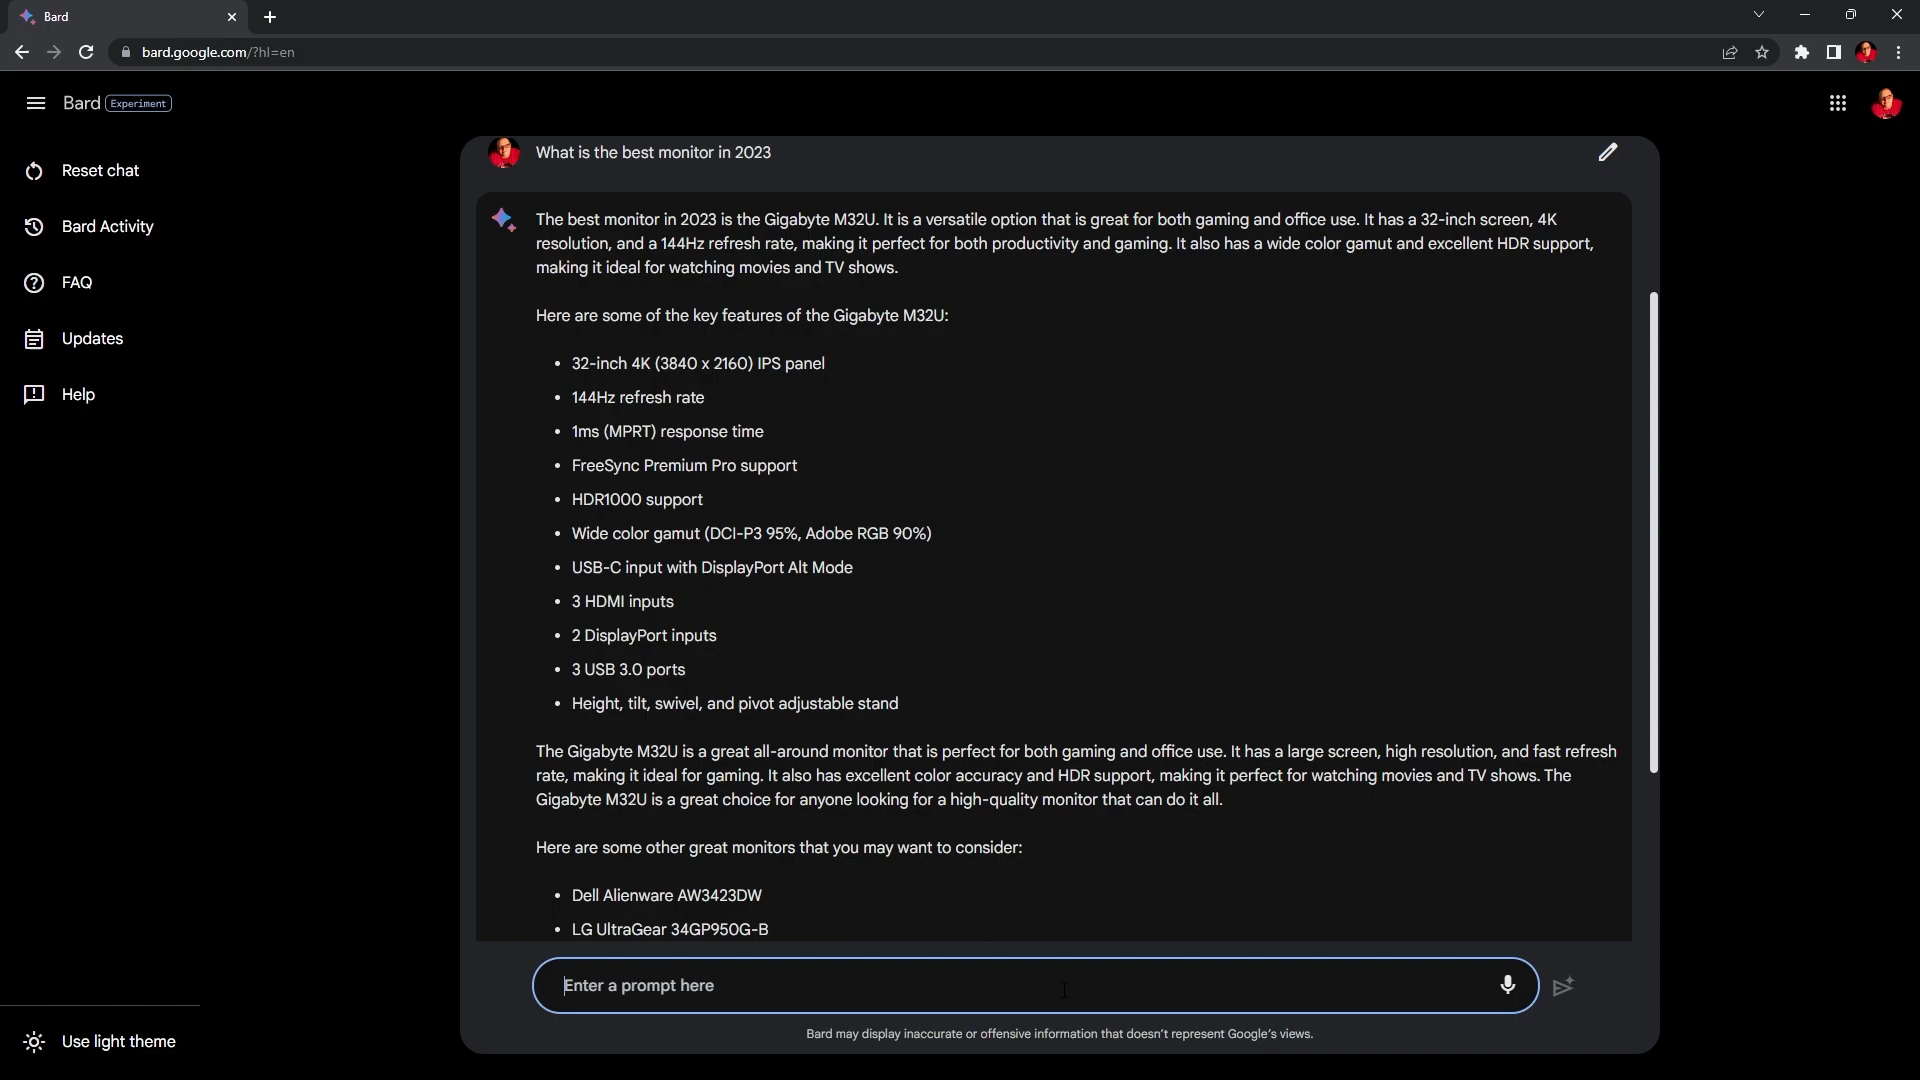 Bard
bard.google.com/?hl=en
Bard Experiment
Reset chat
Bard Activity
FAQ
Updates
Help
Use light theme
What is the best monitor in 2023
The best monitor in 2023 is the Gigabyte M32U. It is a versatile option that is great for both gaming and office use. It has a 32-inch screen, 4K
resolution, and a 144Hz refresh rate, making it perfect for both productivity and gaming. It also has a wide color gamut and excellent HDR support,
making it ideal for watching movies and TV shows.
Here are some of the key features of the Gigabyte M32U:
• 32-inch 4K (3840 x 2160) IPS panel
• 144Hz refresh rate
• 1ms (MPRT) response time
• FreeSync Premium Pro support
• HDR1000 support
• Wide color gamut (DCI-P3 95%, Adobe RGB 90%)
• USB-C input with DisplayPort Alt Mode
• 3 HDMI inputs
• 2 DisplayPort inputs
• 3 USB 3.0 ports
• Height, tilt, swivel, and pivot adjustable stand
The Gigabyte M32U is a great all-around monitor that is perfect for both gaming and office use. It has a large screen, high resolution, and fast refresh
rate, making it ideal for gaming. It also has excellent color accuracy and HDR support, making it perfect for watching movies and TV shows. The
Gigabyte M32U is a great choice for anyone looking for a high-quality monitor that can do it all.
Here are some other great monitors that you may want to consider:
• Dell Alienware AW3423DW
• LG UltraGear 34GP950G-B
Enter a prompt here
Bard may display inaccurate or offensive information that doesn't represent Google's views.